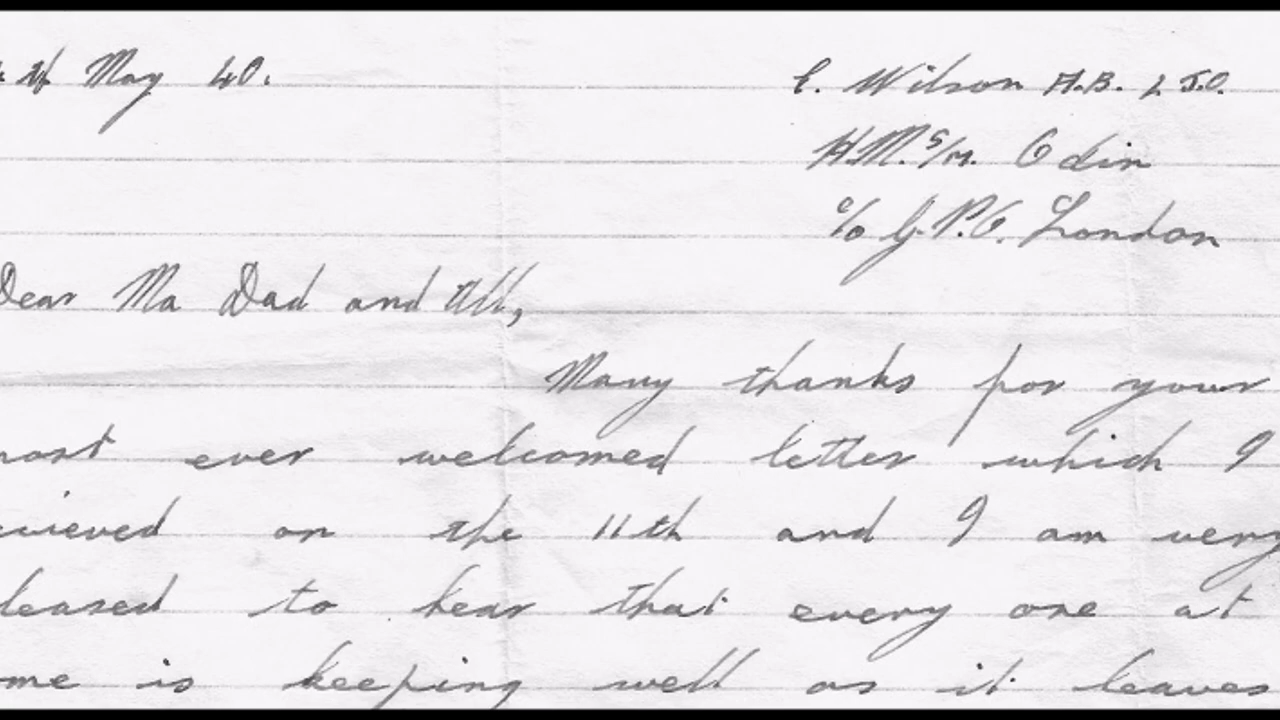 May 40.
C. Wilson A.B. L S.O.
H.M. S/M. Odin
c/o G.P.O. London
Dear Ma Dad and All,
Many thanks for your
most ever welcomed letter which I
recieved on the 11th and I am very
pleased to hear that every one at
home is keeping well as it leaves